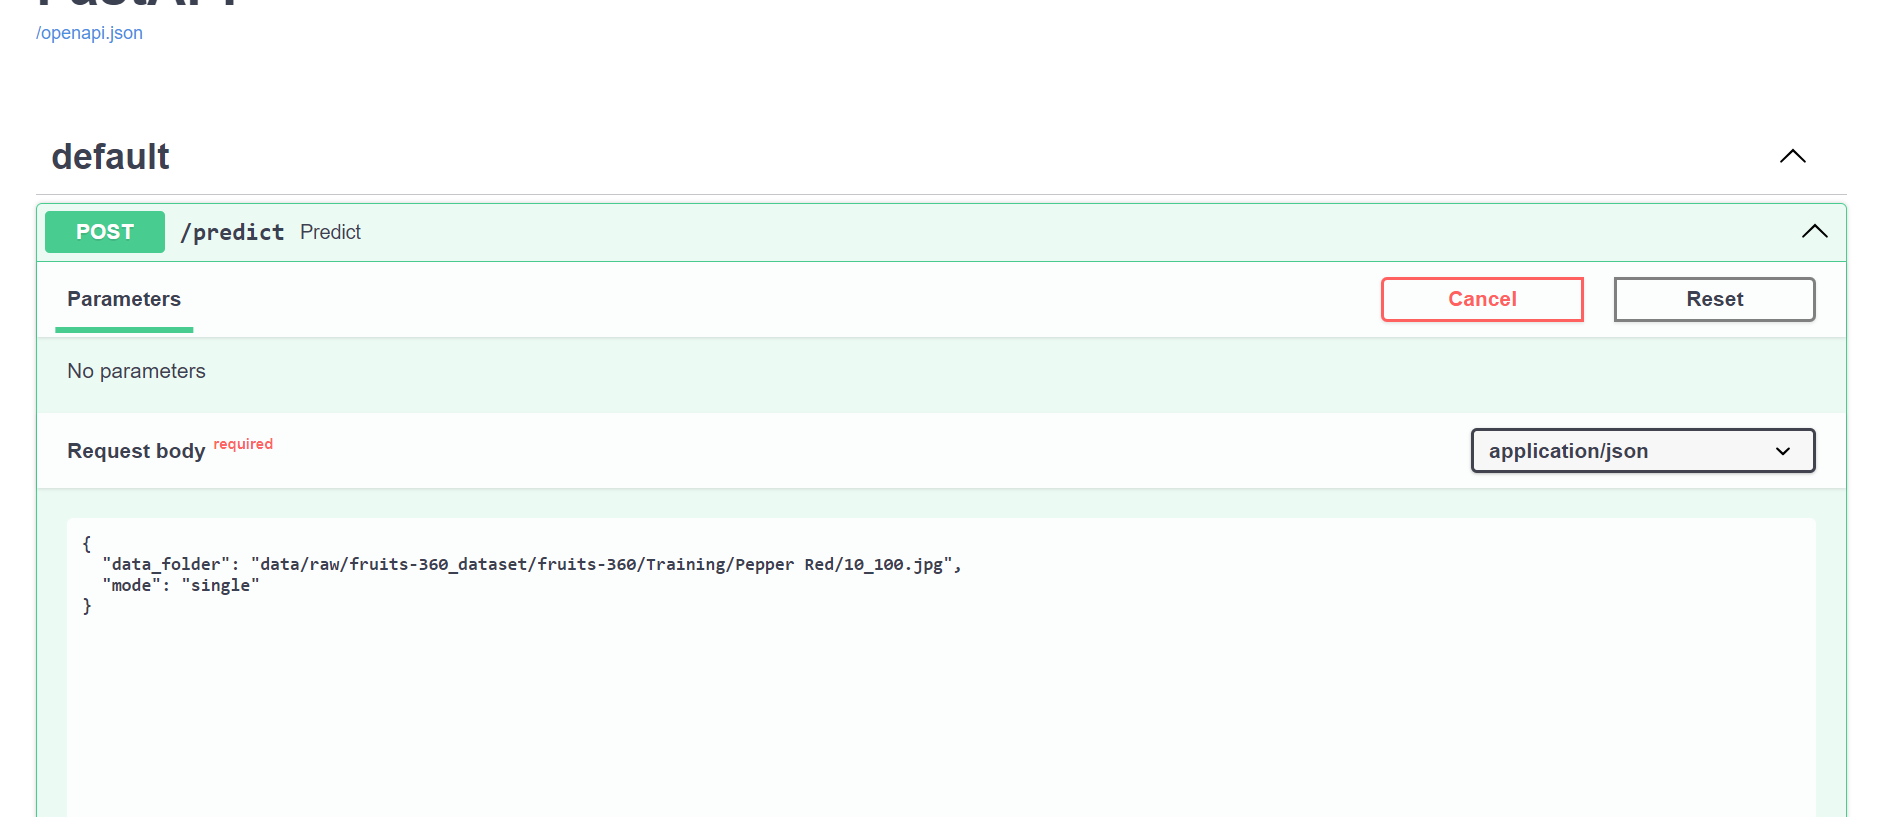 FastAPI
/openapi.json
default
POST /predict Predict
Parameters Cancel Reset
No parameters
Request body required application/json
{
  "data_folder": "data/raw/fruits-360_dataset/fruits-360/Training/Pepper Red/10_100.jpg",
  "mode": "single"
}